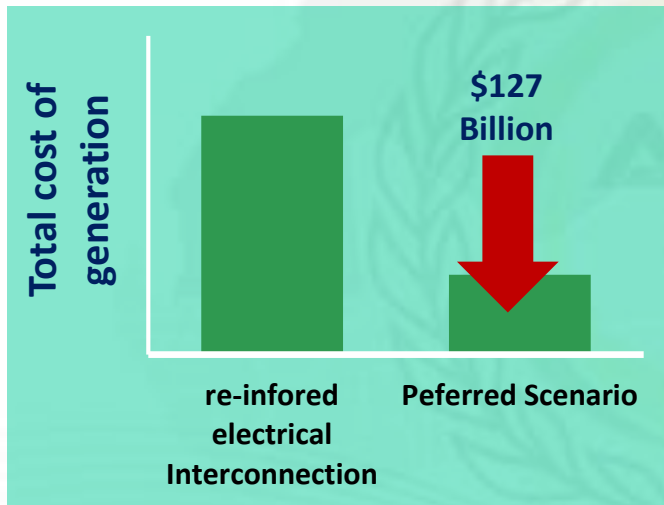 Total cost of
generation
$127
Billion
re-infored
electrical
Interconnection
Peferred Scenario